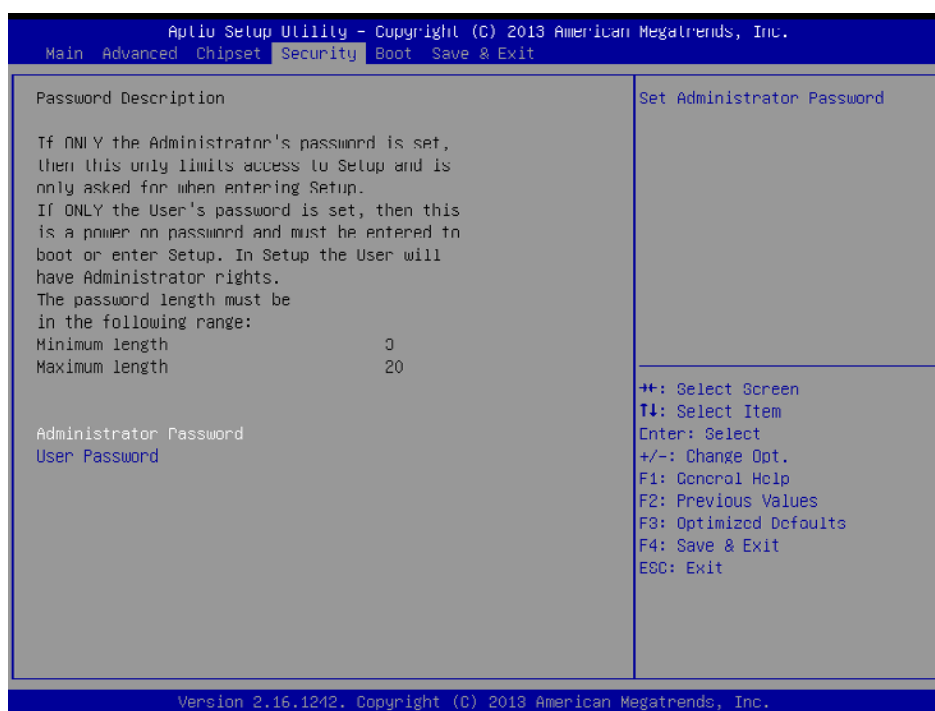 Aptio Setup Utility – Copyright (C) 2013 American Megatrends, Inc.
Main Advanced Chipset Security Boot Save & Exit
Password Description
If ONLY the Administrator's password is set,
then this only limits access to Setup and is
only asked for when entering Setup.
If ONLY the User's password is set, then this
is a power on password and must be entered to
boot or enter Setup. In Setup the User will
have Administrator rights.
The password length must be
in the following range:
Minimum length
Maximum length 20
Administrator Password
User Password
Set Administrator Password
→←: Select Screen
↑↓: Select Item
Enter: Select
+/-: Change Opt.
F1: General Help
F2: Previous Values
F3: Optimized Defaults
F4: Save & Exit
ESC: Exit
Version 2.16.1242. Copyright (C) 2013 American Megatrends, Inc.